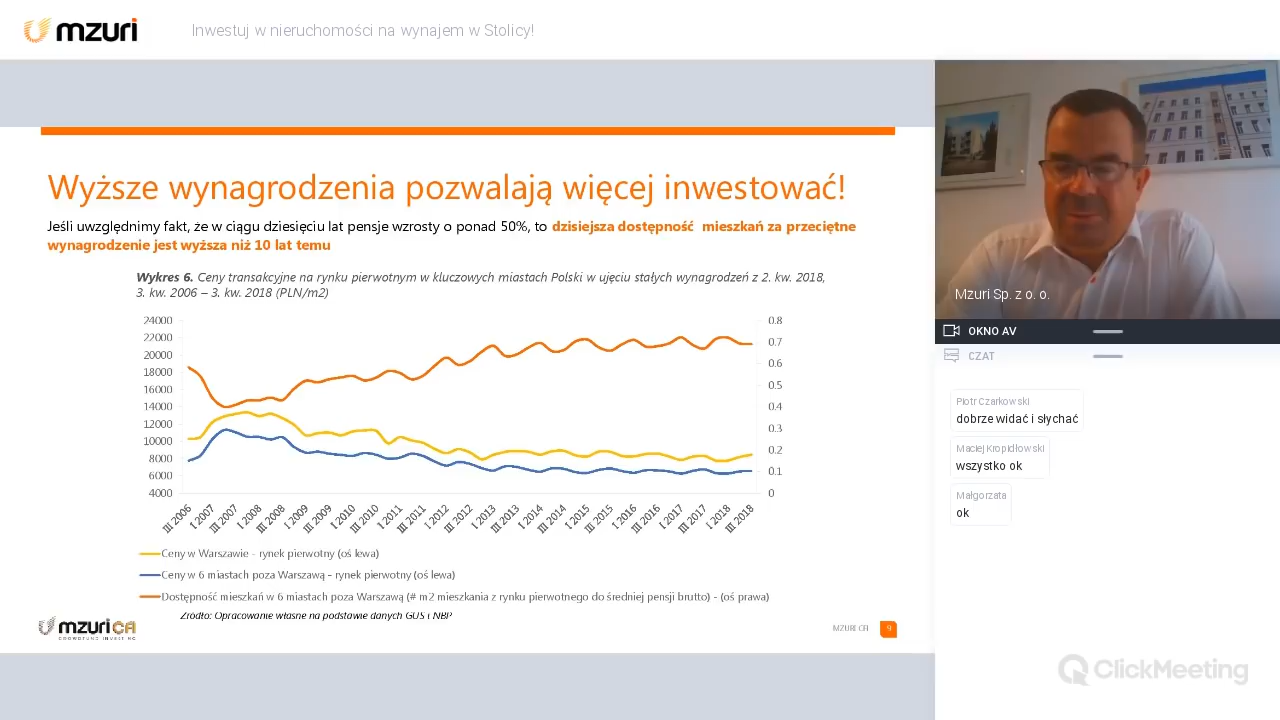 mzuri
Inwestuj w nieruchomości na wynajem w Stolicy!
Wyższe wynagrodzenia pozwalają więcej inwestować!
Jeśli uwzględnimy fakt, że w ciągu dziesięciu lat pensje wzrosty o ponad 50%, to dzisiejsza dostępność mieszkań za przeciętne
wynagrodzenie jest wyższa niż 10 lat temu
Wykres 6. Ceny transakcyjne na rynku pierwotnym w kluczowych miastach Polski w ujęciu stałych wynagrodzeń z 2. kw. 2018,
3. kw. 2006 – 3. kw. 2018 (PLN/m2)
24000
22000
20000
18000
16000
14000
12000
10000
8000
6000
4000
0.8
0.7
0.6
0.5
0.4
0.3
0.2
0.1
0
III 2006
I 2007
III 2007
I 2008
III 2008
I 2009
III 2009
I 2010
III 2010
I 2011
III 2011
I 2012
III 2012
I 2013
III 2013
I 2014
III 2014
I 2015
III 2015
I 2016
III 2016
I 2017
III 2017
I 2018
III 2018
Ceny w Warszawie - rynek pierwotny (oś lewa)
Ceny w 6 miastach poza Warszawą - rynek pierwotny (oś lewa)
Dostępność mieszkań w 6 miastach poza Warszawą (# m2 mieszkania z rynku pierwotnego do średniej pensji brutto) - (oś prawa)
Źródło: Opracowanie własne na podstawie danych GUS i NBP
mzuri CFI
CROWDFUND INVESTING
MZURI CFI
9
Mzuri Sp. z o. o.
OKNO AV
CZAT
Piotr Czarkowski
dobrze widać i słychać
Maciej Kropidłowski
wszystko ok
Małgorzata
ok
ClickMeeting